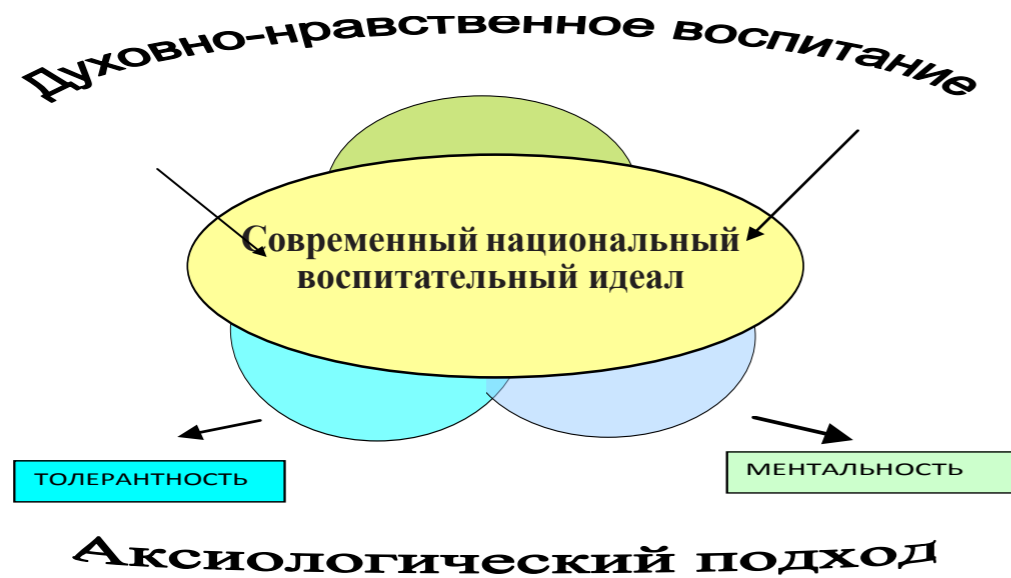 Духовно-нравственное воспитание
Современный национальный
воспитательный идеал
ТОЛЕРАНТНОСТЬ
МЕНТАЛЬНОСТЬ
Аксиологический подход